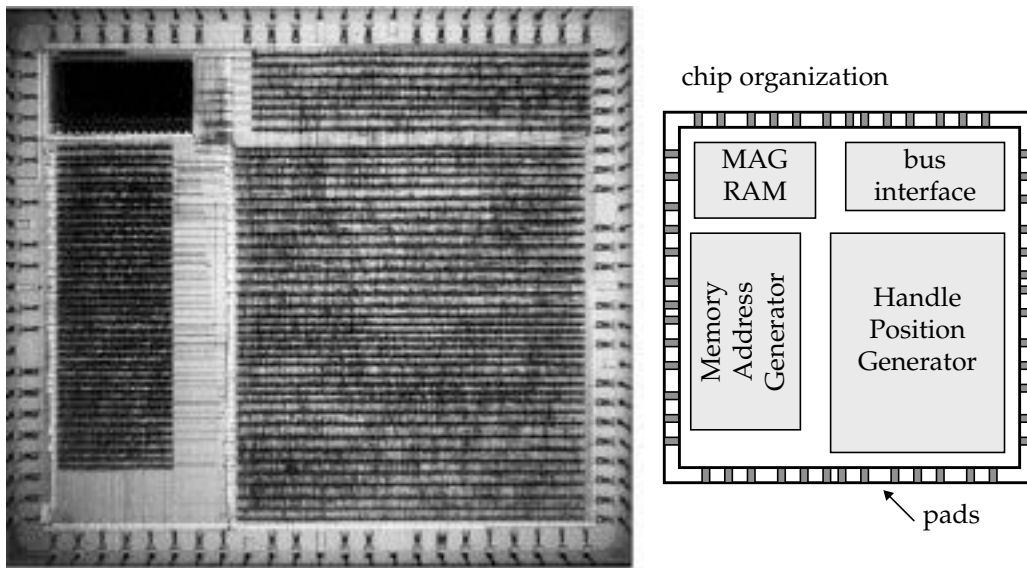 chip organization
MAG
RAM
bus
interface
Memory
Address
Generator
Handle
Position
Generator
pads